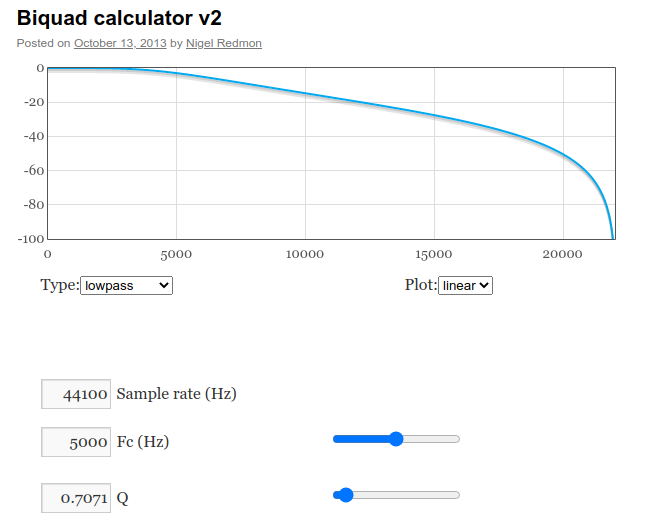 Biquad calculator v2
Posted on October 13, 2013 by Nigel Redmon
0
-20
-40
-60
-80
-100
0 5000 10000 15000 20000
Type: lowpass Plot: linear
44100 Sample rate (Hz)
5000 Fc (Hz)
0.7071 Q